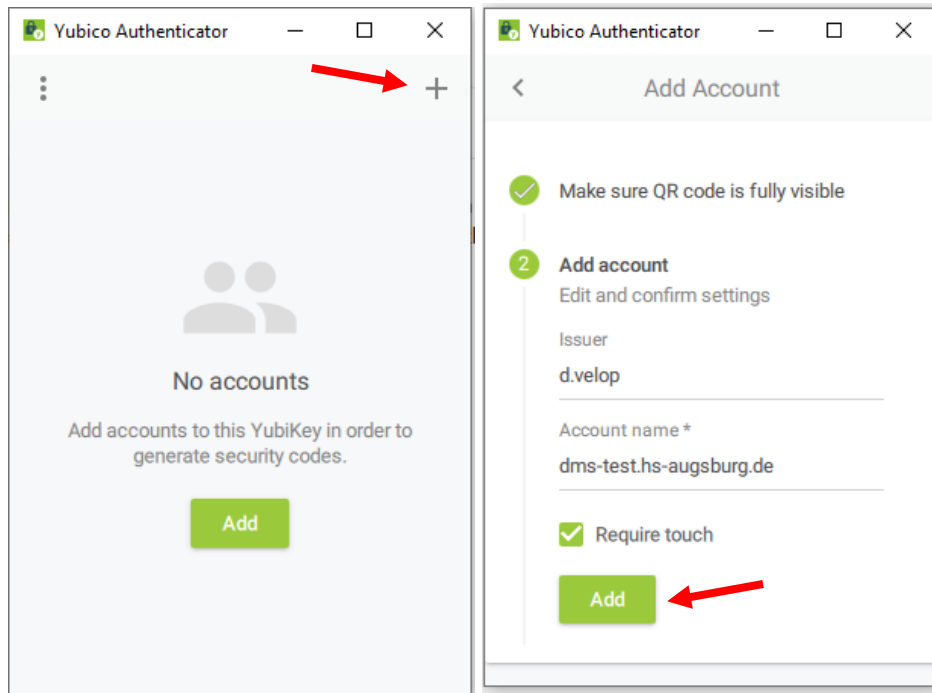 Yubico Authenticator
No accounts
Add accounts to this YubiKey in order to
generate security codes.
Add
Yubico Authenticator
Add Account
Make sure QR code is fully visible
2
Add account
Edit and confirm settings
Issuer
d.velop
Account name *
dms-test.hs-augsburg.de
Require touch
Add